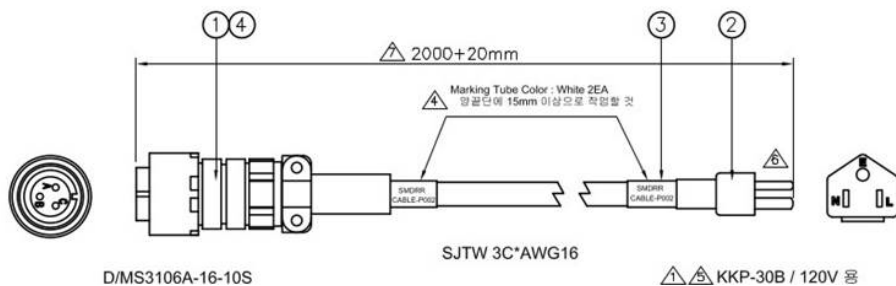 ① ④
③
②
7 2000+20mm
Marking Tube Color : White 2EA
4 양끝단에 15mm 이상으로 작업할 것
6
E
N L
A
B C
SMDRR
CABLE-P002
SMDRR
CABLE-P002
SJTW 3C*AWG16
D/MS3106A-16-10S
1 5 KKP-30B / 120V 용